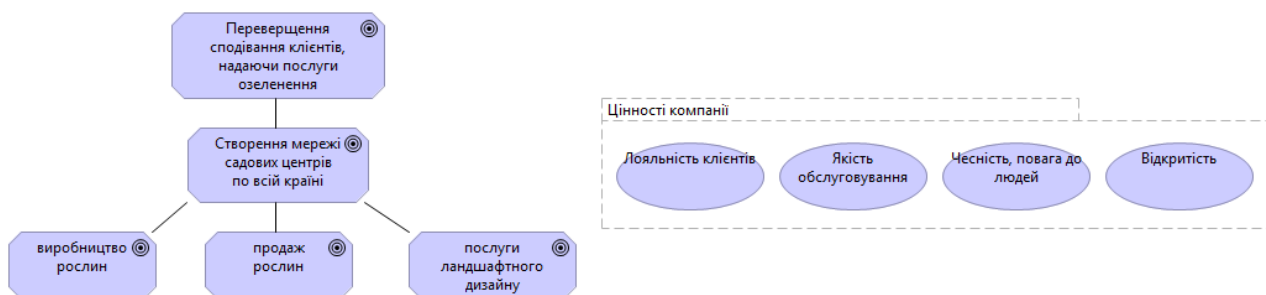 Переверщення
сподівання клієнтів,
надаючи послуги
озеленення
Створення мережі
садових центрів
по всій країні
виробництво
рослин
продаж
рослин
послуги
ландшафтного
дизайну
Цінності компанії
Лояльність клієнтів
Якість
обслуговування
Чесність, повага до
людей
Відкритість